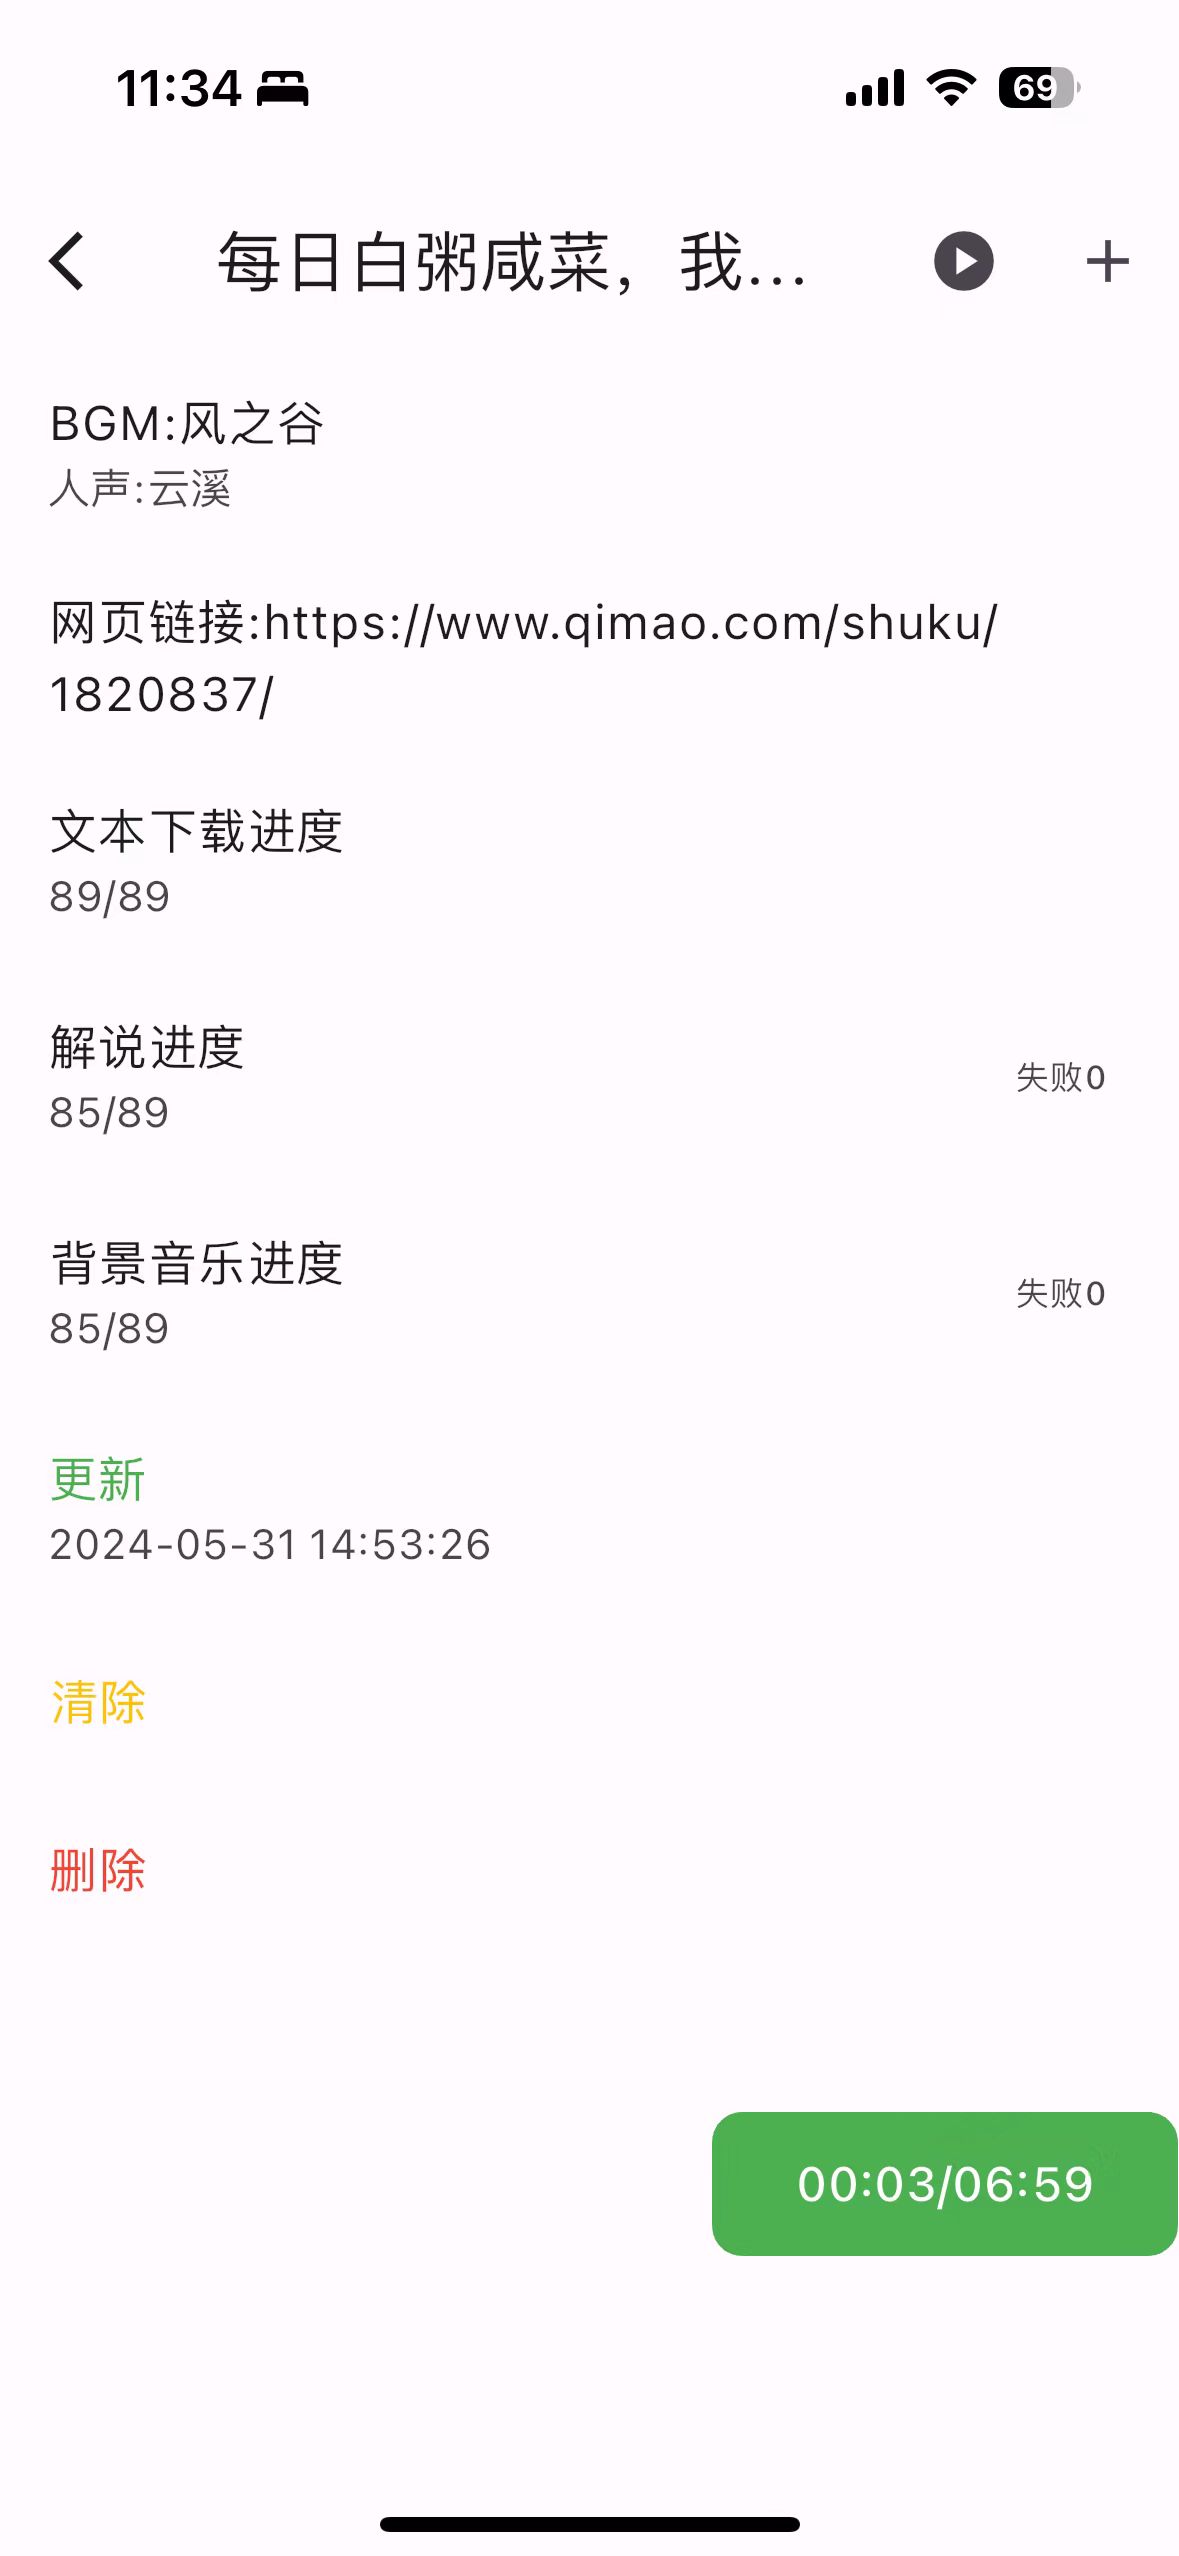 11:34
69
每日白粥咸菜，我...
BGM:风之谷
人声:云溪
网页链接:https://www.qimao.com/shuku/
1820837/
文本下载进度
89/89
解说进度
失败0
85/89
背景音乐进度
失败0
85/89
更新
2024-05-31 14:53:26
清除
删除
00:03/06:59